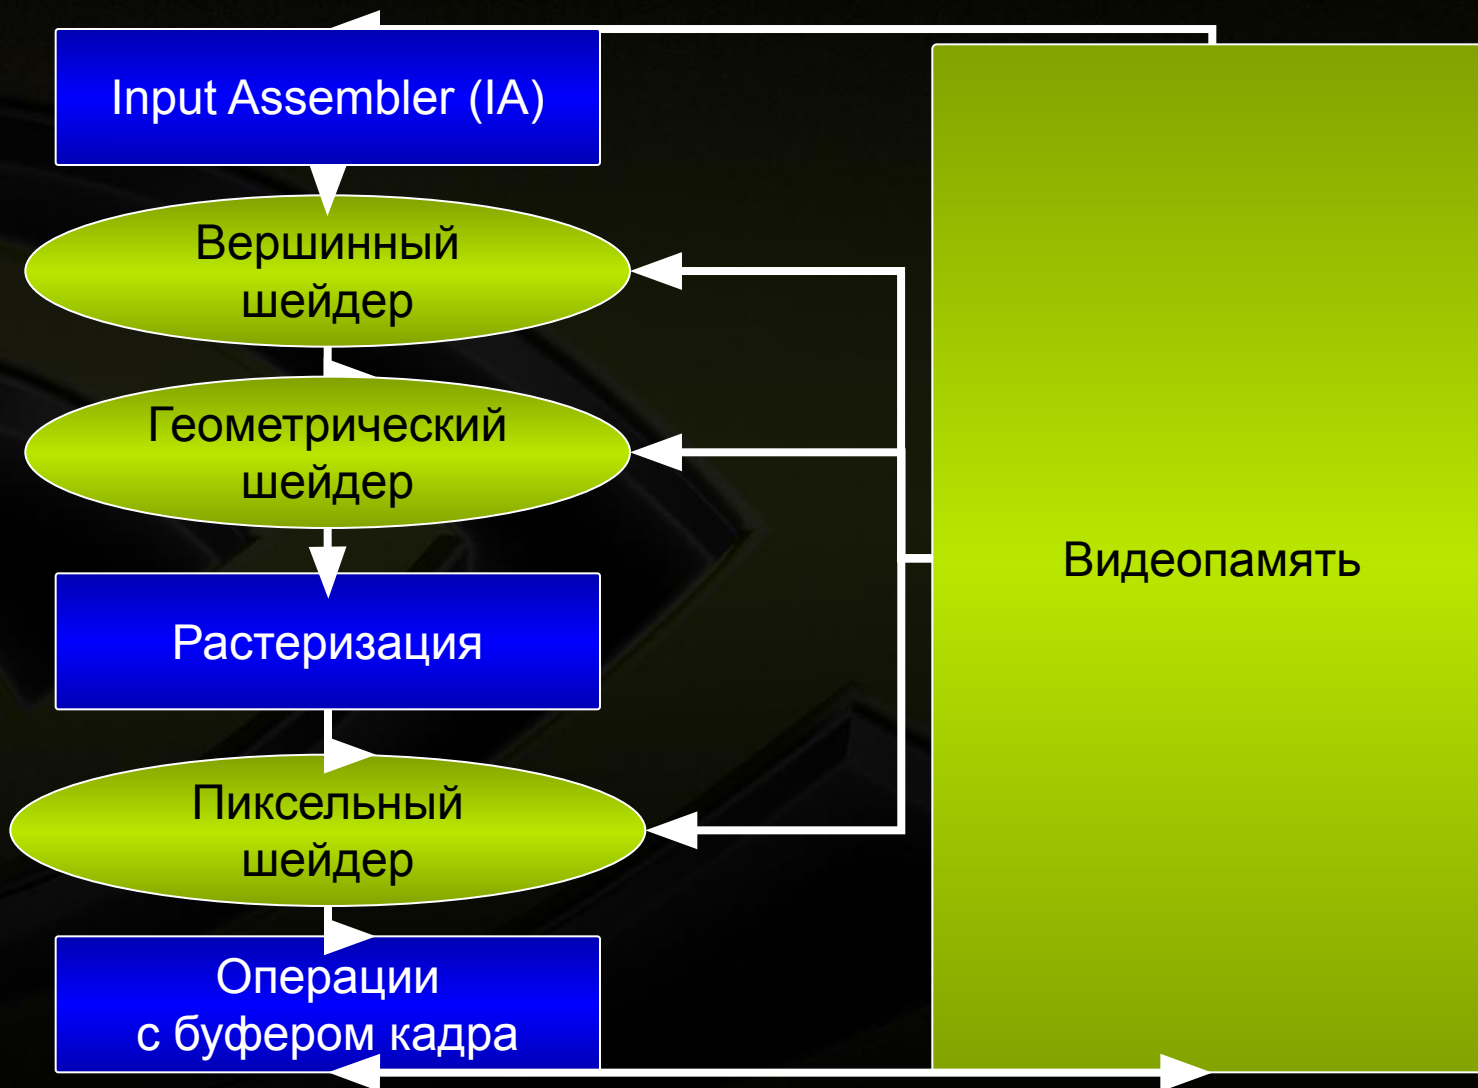 Input Assembler (IA)
Вершинный
шейдер
Геометрический
шейдер
Растеризация
Пиксельный
шейдер
Операции
с буфером кадра
Видеопамять